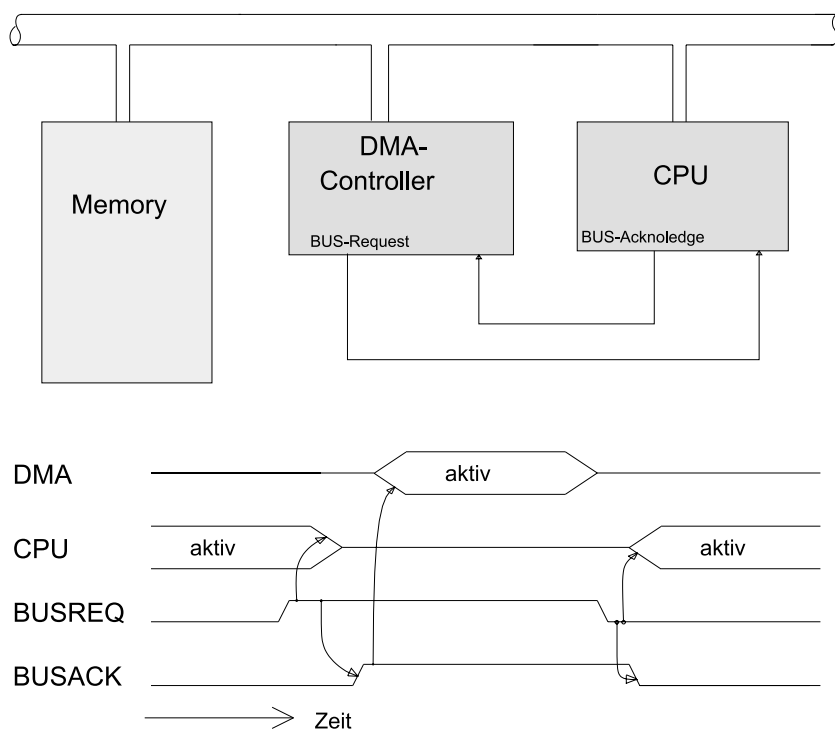 Memory
DMA-
Controller
BUS-Request
CPU
BUS-Acknoledge
DMA
aktiv
CPU
aktiv
aktiv
BUSREQ
BUSACK
Zeit